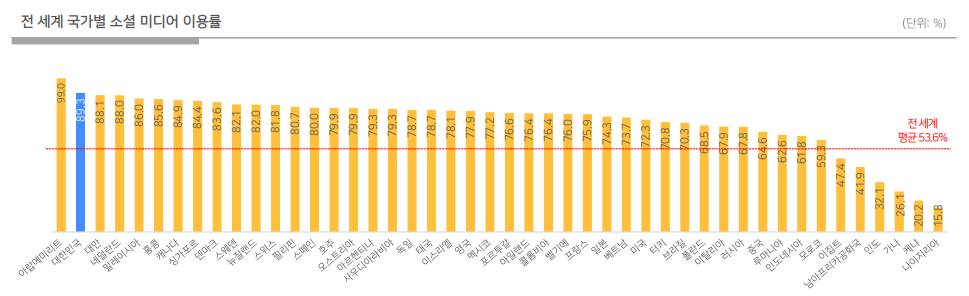 전 세계 국가별 소셜 미디어 이용률
(단위: %)
전 세계
평균 53.6%
99.0
89.3
88.1
88.0
86.0
85.6
84.9
84.4
83.6
82.1
82.0
81.8
80.7
80.0
79.9
79.9
79.3
79.3
78.7
78.7
78.1
77.9
77.2
76.6
76.4
76.4
76.0
75.9
74.3
73.7
72.3
70.8
70.3
68.5
67.9
67.8
64.6
62.6
61.8
59.3
47.4
41.9
32.1
26.1
20.2
15.8
아랍에미리트
대한민국
대만
네덜란드
말레이시아
홍콩
캐나다
싱가포르
덴마크
스웨덴
뉴질랜드
스위스
필리핀
스페인
호주
오스트리아
아르헨티나
사우디아라비아
독일
태국
이스라엘
영국
멕시코
포르투갈
아일랜드
콜롬비아
벨기에
프랑스
일본
베트남
미국
터키
브라질
폴란드
이탈리아
러시아
중국
루마니아
인도네시아
모로코
이집트
남아프리카공화국
인도
가나
케냐
나이지리아